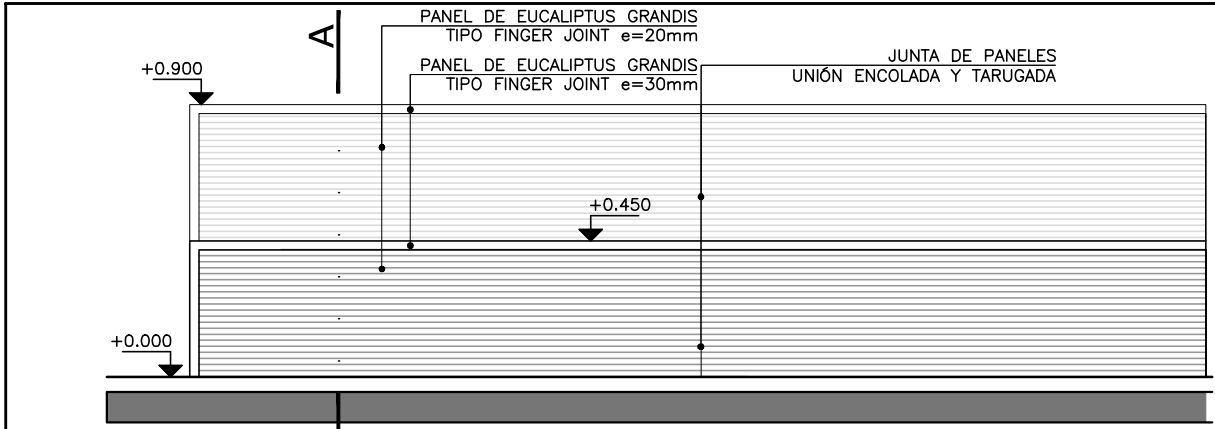 A
PANEL DE EUCALIPTUS GRANDIS
TIPO FINGER JOINT e=20mm
PANEL DE EUCALIPTUS GRANDIS
TIPO FINGER JOINT e=30mm
JUNTA DE PANELES
UNIÓN ENCOLADA Y TARUGADA
+0.900
+0.450
+0.000